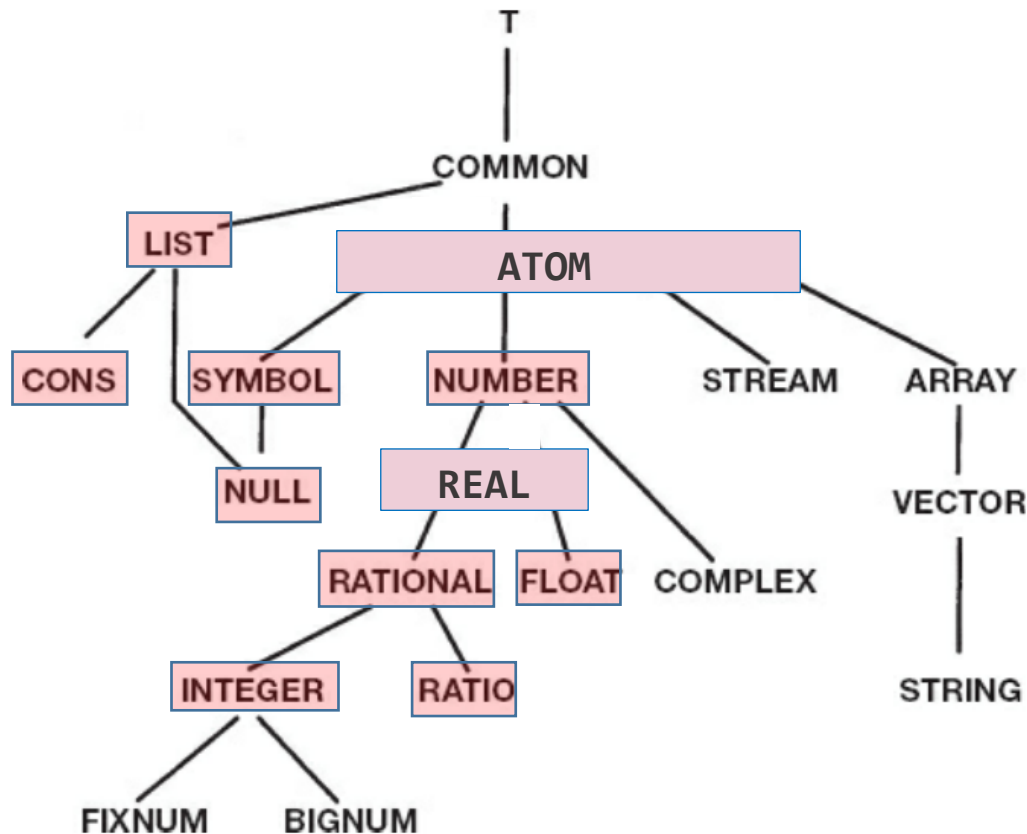 T
COMMON
LIST
ATOM
CONS
SYMBOL
NUMBER
STREAM
ARRAY
NULL
REAL
VECTOR
RATIONAL
FLOAT
COMPLEX
INTEGER
RATIO
STRING
FIXNUM
BIGNUM